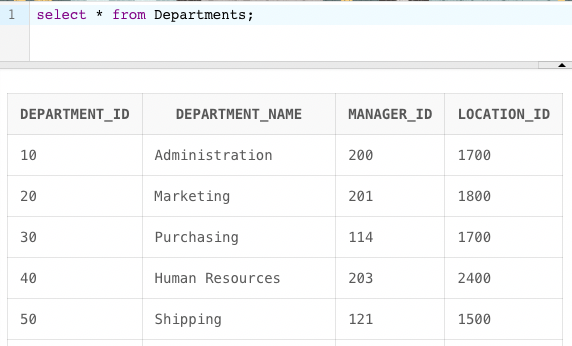 1 select * from Departments;
DEPARTMENT_ID DEPARTMENT_NAME MANAGER_ID LOCATION_ID
10 Administration 200 1700
20 Marketing 201 1800
30 Purchasing 114 1700
40 Human Resources 203 2400
50 Shipping 121 1500